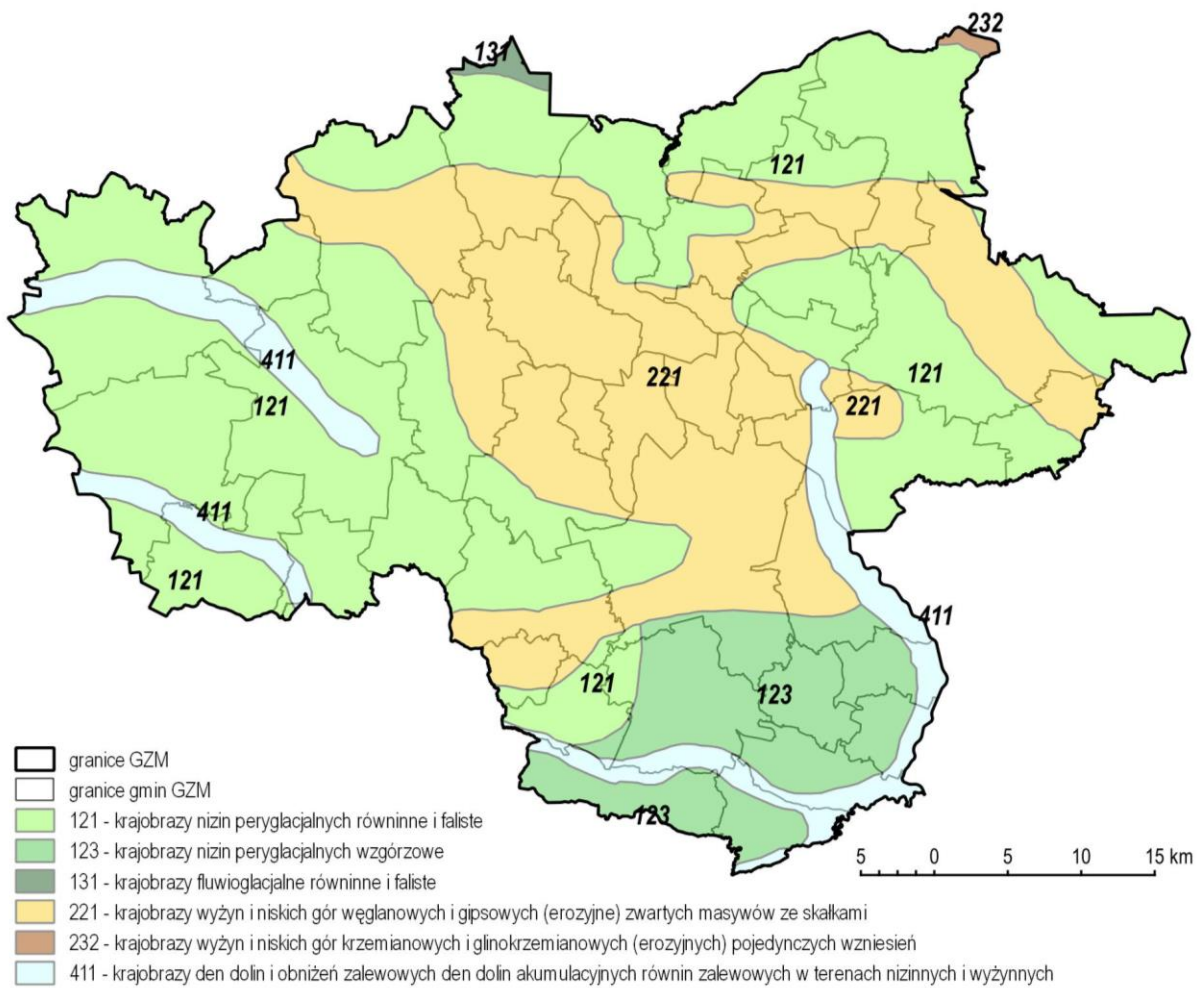 232
131
121
221
411
121
121
221
411
121
411
121
123
123
granice GZM
granice gmin GZM
121 - krajobrazy nizin peryglacjalnych równinne i faliste
123 - krajobrazy nizin peryglacjalnych wzgórzowe
131 - krajobrazy fluwioglacjalne równinne i faliste
221 - krajobrazy wyżyn i niskich gór węglanowych i gipsowych (erozyjne) zwartych masywów ze skałkami
232 - krajobrazy wyżyn i niskich gór krzemianowych i glinokrzemianowych (erozyjnych) pojedynczych wzniesień
411 - krajobrazy den dolin i obniżeń zalewowych den dolin akumulacyjnych równin zalewowych w terenach nizinnych i wyżynnych
5 0 5 10 15 km